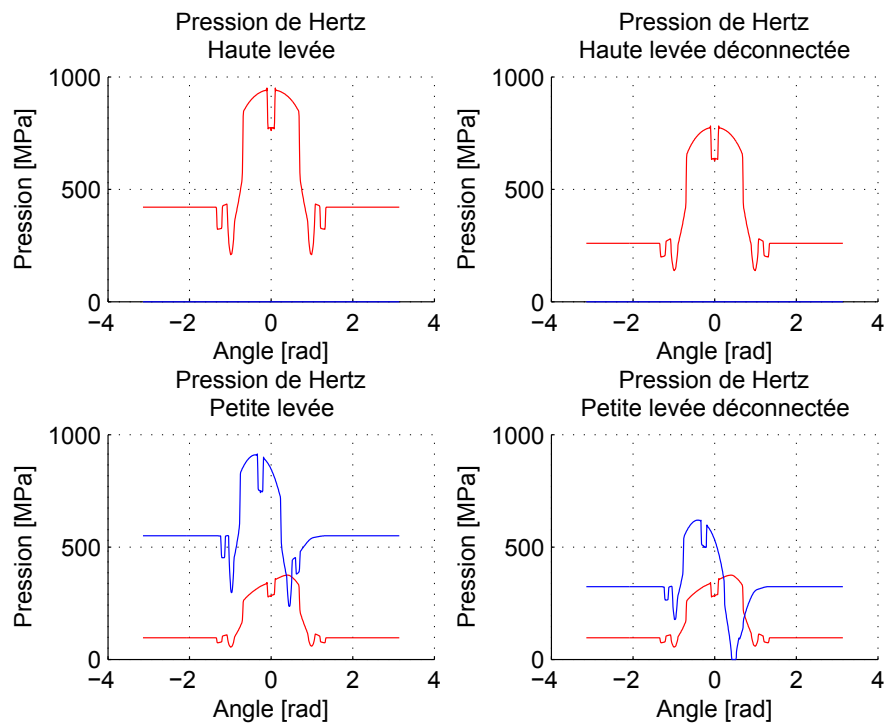 Pression de Hertz
Haute levée
1000
500
0
Pression [MPa]
−4 −2 0 2 4
Angle [rad]
Pression de Hertz
Haute levée déconnectée
1000
500
0
Pression [MPa]
−4 −2 0 2 4
Angle [rad]
Pression de Hertz
Petite levée
1000
500
0
Pression [MPa]
−4 −2 0 2 4
Angle [rad]
Pression de Hertz
Petite levée déconnectée
1000
500
0
Pression [MPa]
−4 −2 0 2 4
Angle [rad]